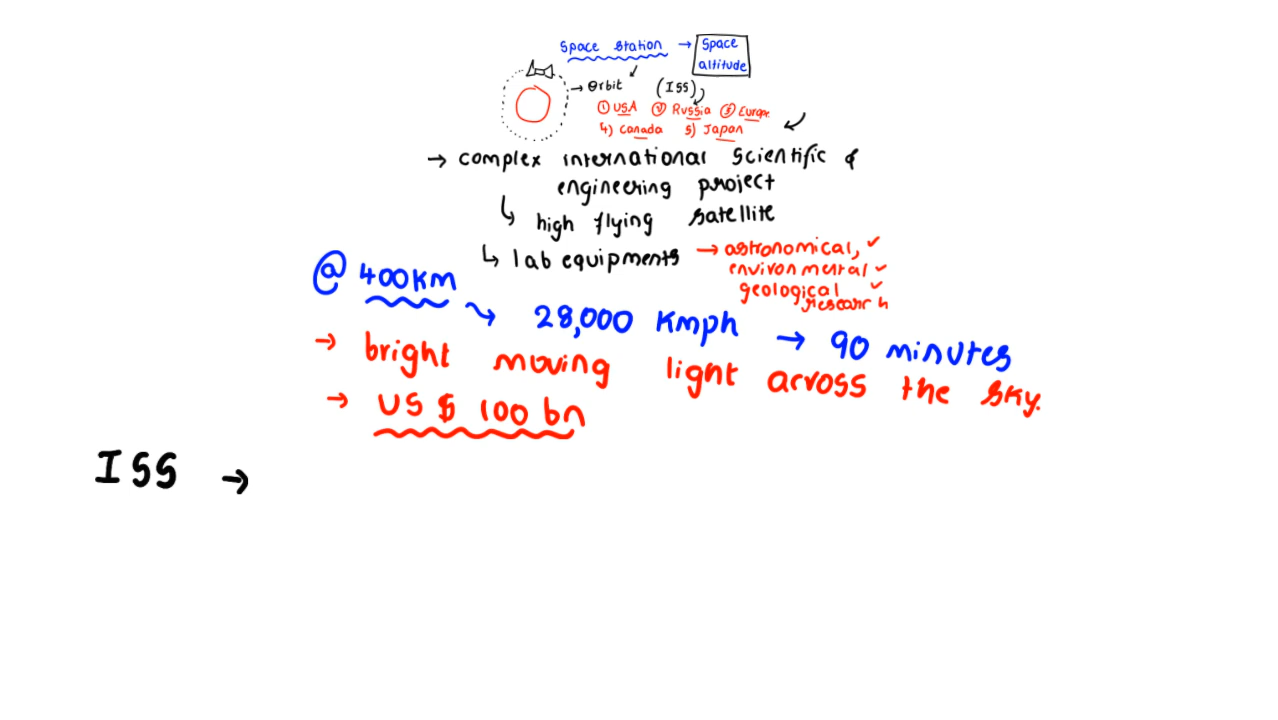 Space station → Space altitude
→ Orbit (ISS)
① USA ② Russia ③ Europe
4) Canada 5) Japan
→ complex international scientific &
engineering project
↳ high flying satellite
↳ lab equipments → astronomical, ✓
environmental ✓
geological ✓
research
@ 400km
28,000 kmph → 90 minutes
→ bright moving light across the sky.
→ US $ 100 bn
ISS →